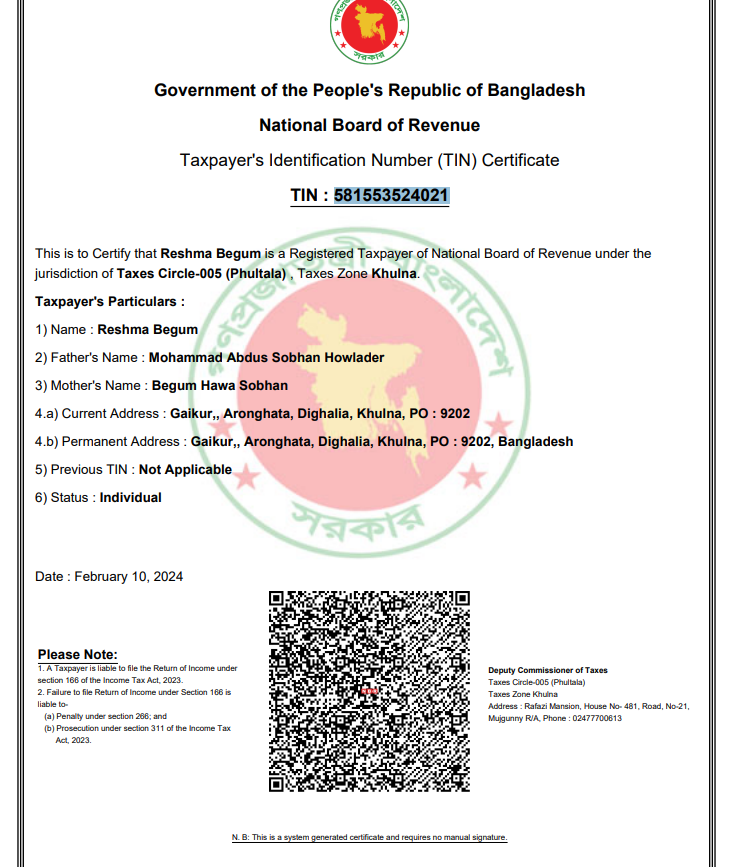 গণপ্রজাতন্ত্রী বাংলাদেশ
সরকার
Government of the People's Republic of Bangladesh
National Board of Revenue
Taxpayer's Identification Number (TIN) Certificate
TIN : 581553524021
This is to Certify that Reshma Begum is a Registered Taxpayer of National Board of Revenue under the
jurisdiction of Taxes Circle-005 (Phultala) , Taxes Zone Khulna.
Taxpayer's Particulars :
1) Name : Reshma Begum
2) Father's Name : Mohammad Abdus Sobhan Howlader
3) Mother's Name : Begum Hawa Sobhan
4.a) Current Address : Gaikur,, Aronghata, Dighalia, Khulna, PO : 9202
4.b) Permanent Address : Gaikur,, Aronghata, Dighalia, Khulna, PO : 9202, Bangladesh
5) Previous TIN : Not Applicable
6) Status : Individual
গণপ্রজাতন্ত্রী বাংলাদেশ
সরকার
Date : February 10, 2024
Please Note:
1. A Taxpayer is liable to file the Return of Income under
section 166 of the Income Tax Act, 2023.
2. Failure to file Return of Income under Section 166 is
liable to-
(a) Penalty under section 266; and
(b) Prosecution under section 311 of the Income Tax
Act, 2023.
Deputy Commissioner of Taxes
Taxes Circle-005 (Phultala)
Taxes Zone Khulna
Address : Rafazi Mansion, House No- 481, Road, No-21,
Mujgunny R/A, Phone : 02477700613
N. B: This is a system generated certificate and requires no manual signature.